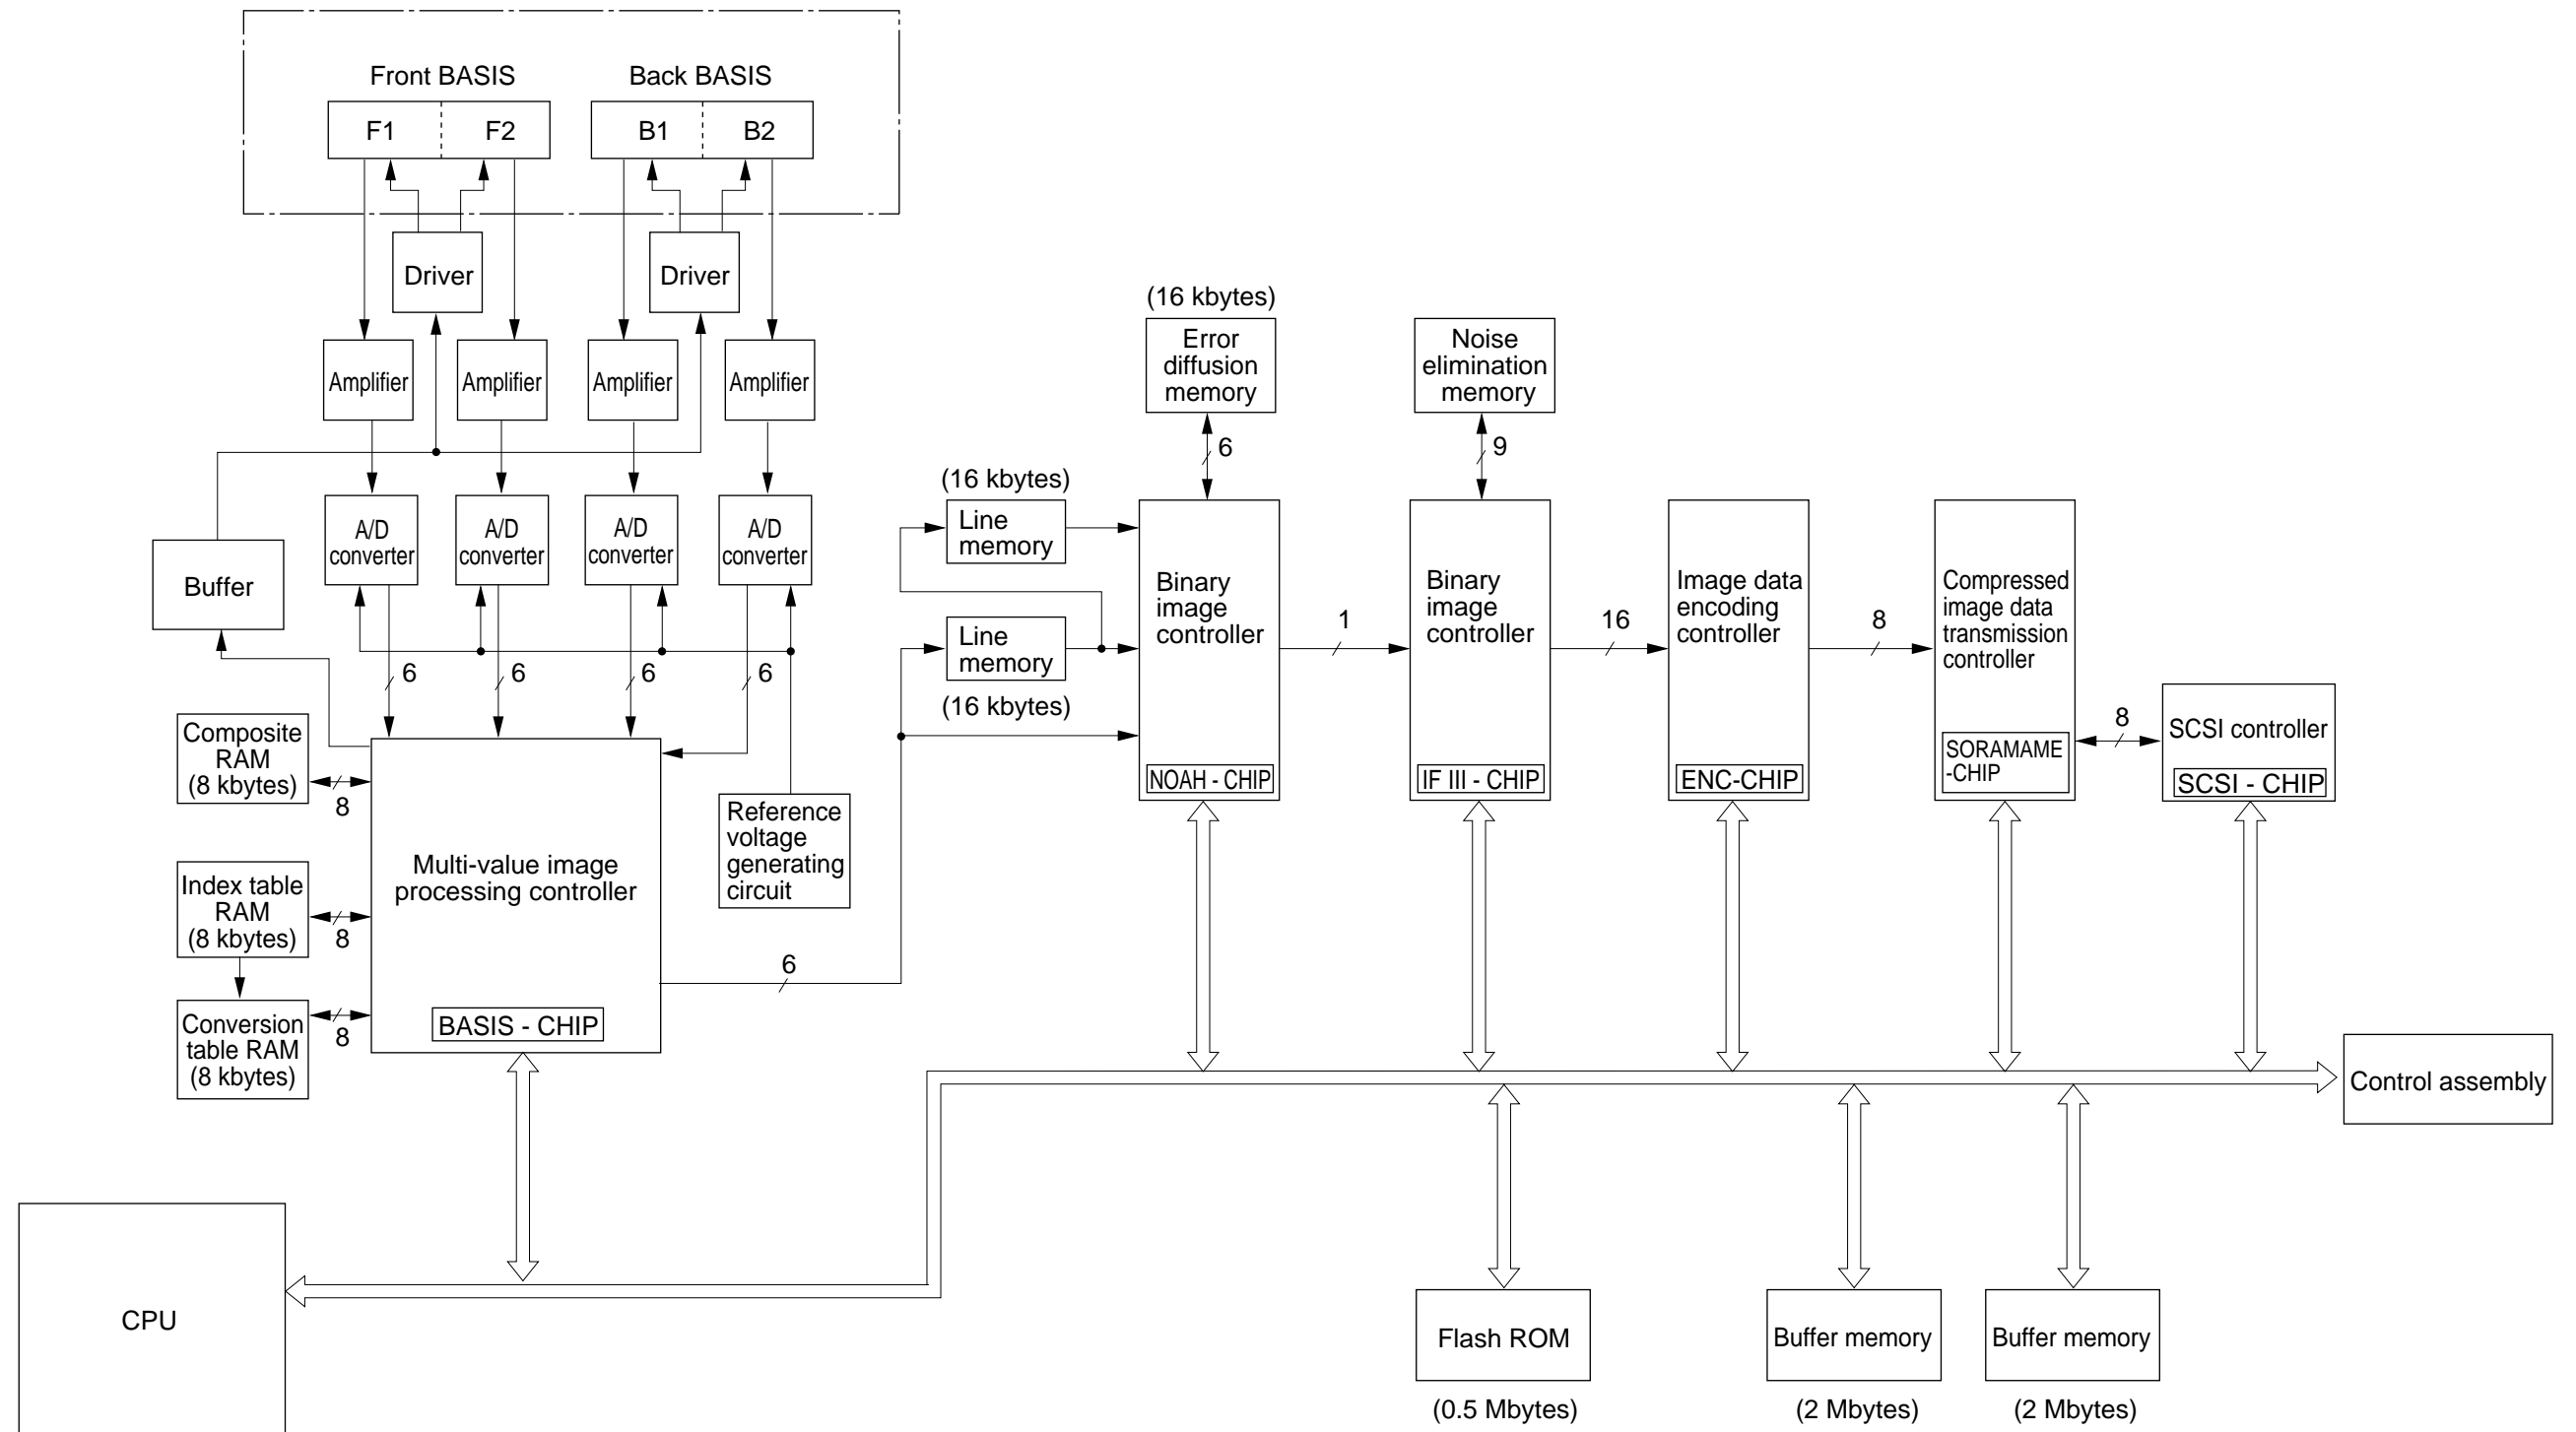 Front BASIS
Back BASIS
F1
F2
B1
B2
Driver
Driver
Amplifier
Amplifier
Amplifier
Amplifier
A/D
converter
A/D
converter
A/D
converter
A/D
converter
Buffer
6
6
6
6
Composite
RAM
(8 kbytes)
8
Index table
RAM
(8 kbytes)
8
Conversion
table RAM
(8 kbytes)
8
Multi-value image
processing controller
BASIS - CHIP
Reference
voltage
generating
circuit
6
(16 kbytes)
Line
memory
Line
memory
(16 kbytes)
(16 kbytes)
Error
diffusion
memory
6
Binary
image
controller
NOAH - CHIP
1
Noise
elimination
memory
9
Binary
image
controller
IF III - CHIP
16
Image data
encoding
controller
ENC-CHIP
8
Compressed
image data
transmission
controller
SORAMAME
-CHIP
8
SCSI controller
SCSI - CHIP
Control assembly
CPU
Flash ROM
(0.5 Mbytes)
Buffer memory
(2 Mbytes)
Buffer memory
(2 Mbytes)